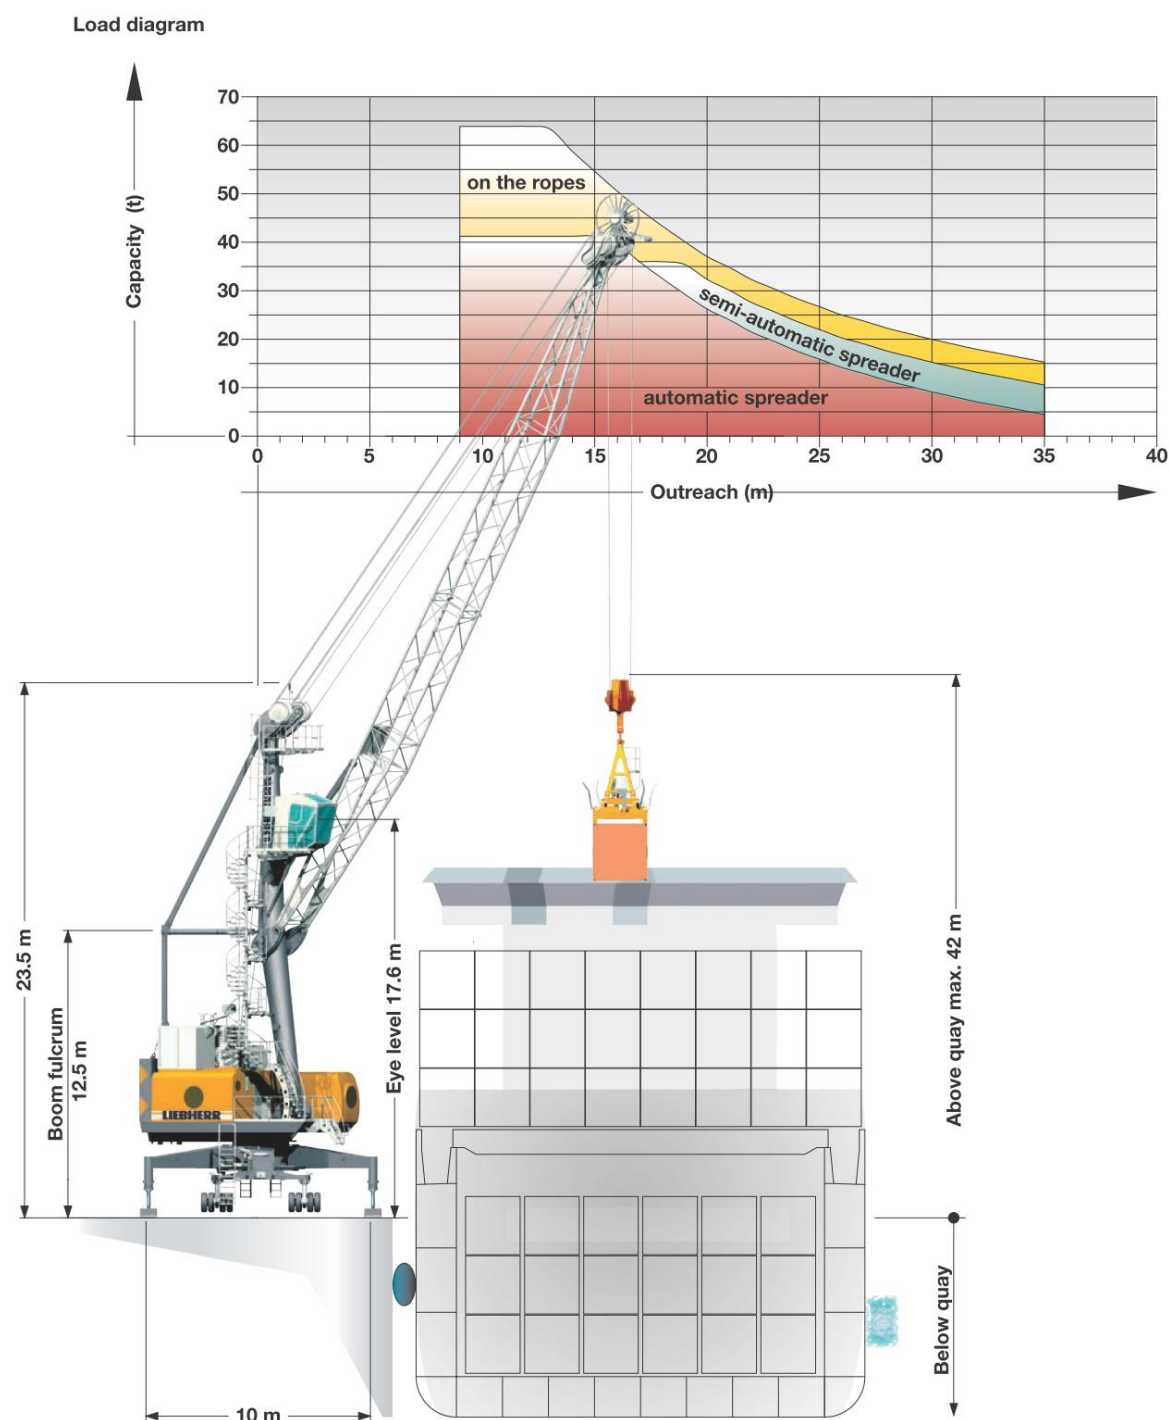 Load diagram
Capacity (t)
70
60
50
40
30
20
10
0
on the ropes
semi-automatic spreader
automatic spreader
0 5 10 15 20 25 30 35 40
Outreach (m)
23.5 m
Boom fulcrum
12.5 m
Eye level 17.6 m
Above quay max. 42 m
LIEBHERR
Below quay
10 m